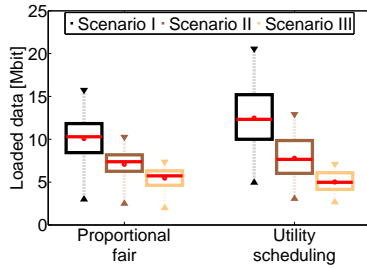 Scenario I Scenario II Scenario III
Loaded data [Mbit]
25
20
15
10
5
0
Proportional fair
Utility scheduling